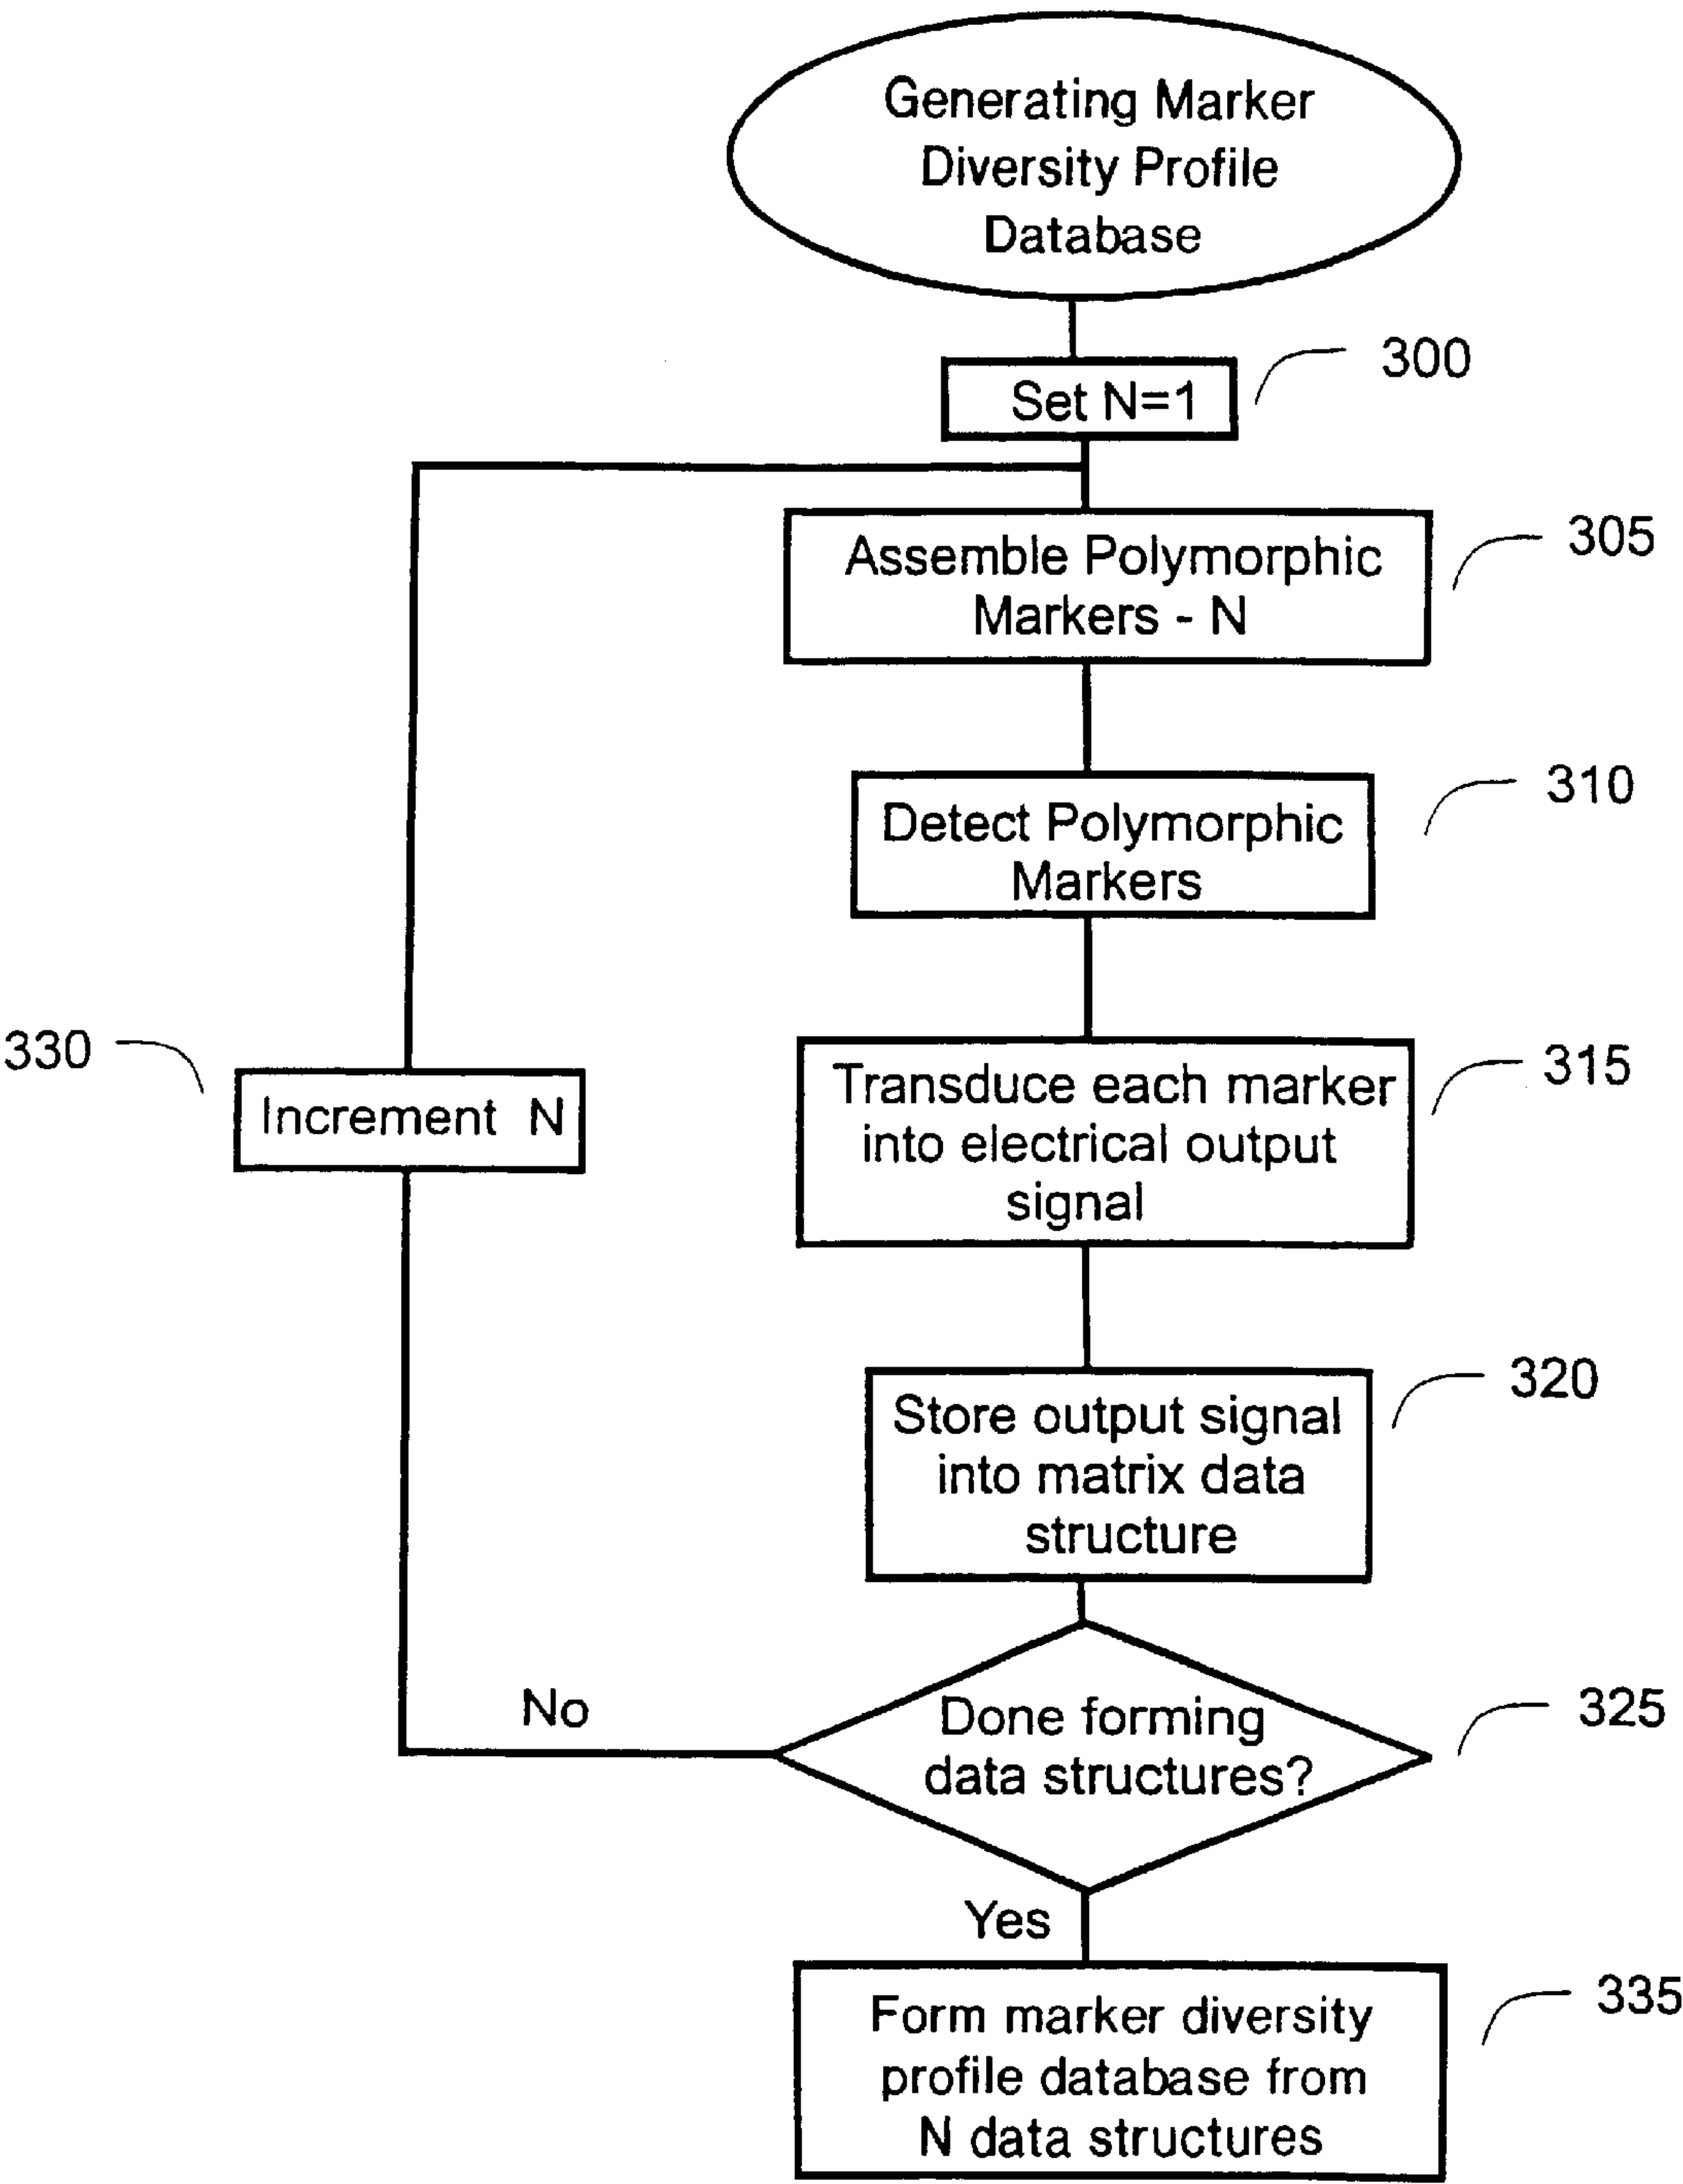 Generating Marker
Diversity Profile
Database
300
Set N=1
305
Assemble Polymorphic
Markers - N
310
Detect Polymorphic
Markers
330
Increment N
315
Transduce each marker
into electrical output
signal
320
Store output signal
into matrix data
structure
No
325
Done forming
data structures?
Yes
335
Form marker diversity
profile database from
N data structures